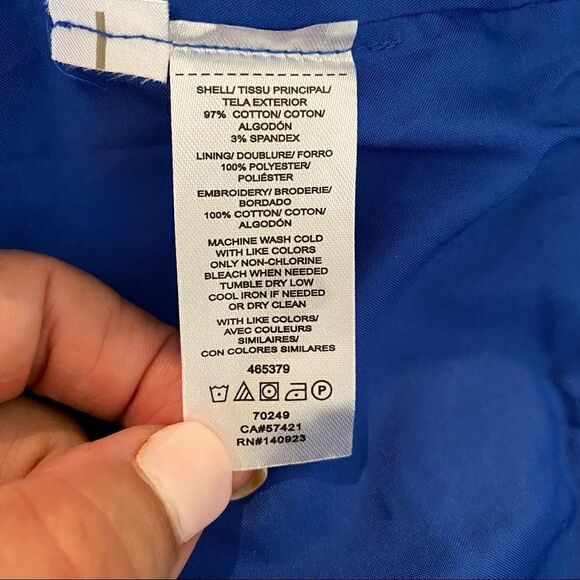 SHELL/ TISSU PRINCIPAL/
TELA EXTERIOR
97% COTTON/ COTON/
ALGODÓN
3% SPANDEX
LINING/ DOUBLURE/ FORRO
100% POLYESTER/
POLIÉSTER
EMBROIDERY/ BRODERIE/
BORDADO
100% COTTON/ COTON/
ALGODÓN
MACHINE WASH COLD
WITH LIKE COLORS
ONLY NON-CHLORINE
BLEACH WHEN NEEDED
TUMBLE DRY LOW
COOL IRON IF NEEDED
OR DRY CLEAN
WITH LIKE COLORS/
AVEC COULEURS
SIMILAIRES/
CON COLORES SIMILARES
465379
P
70249
CA#57421
RN#140923